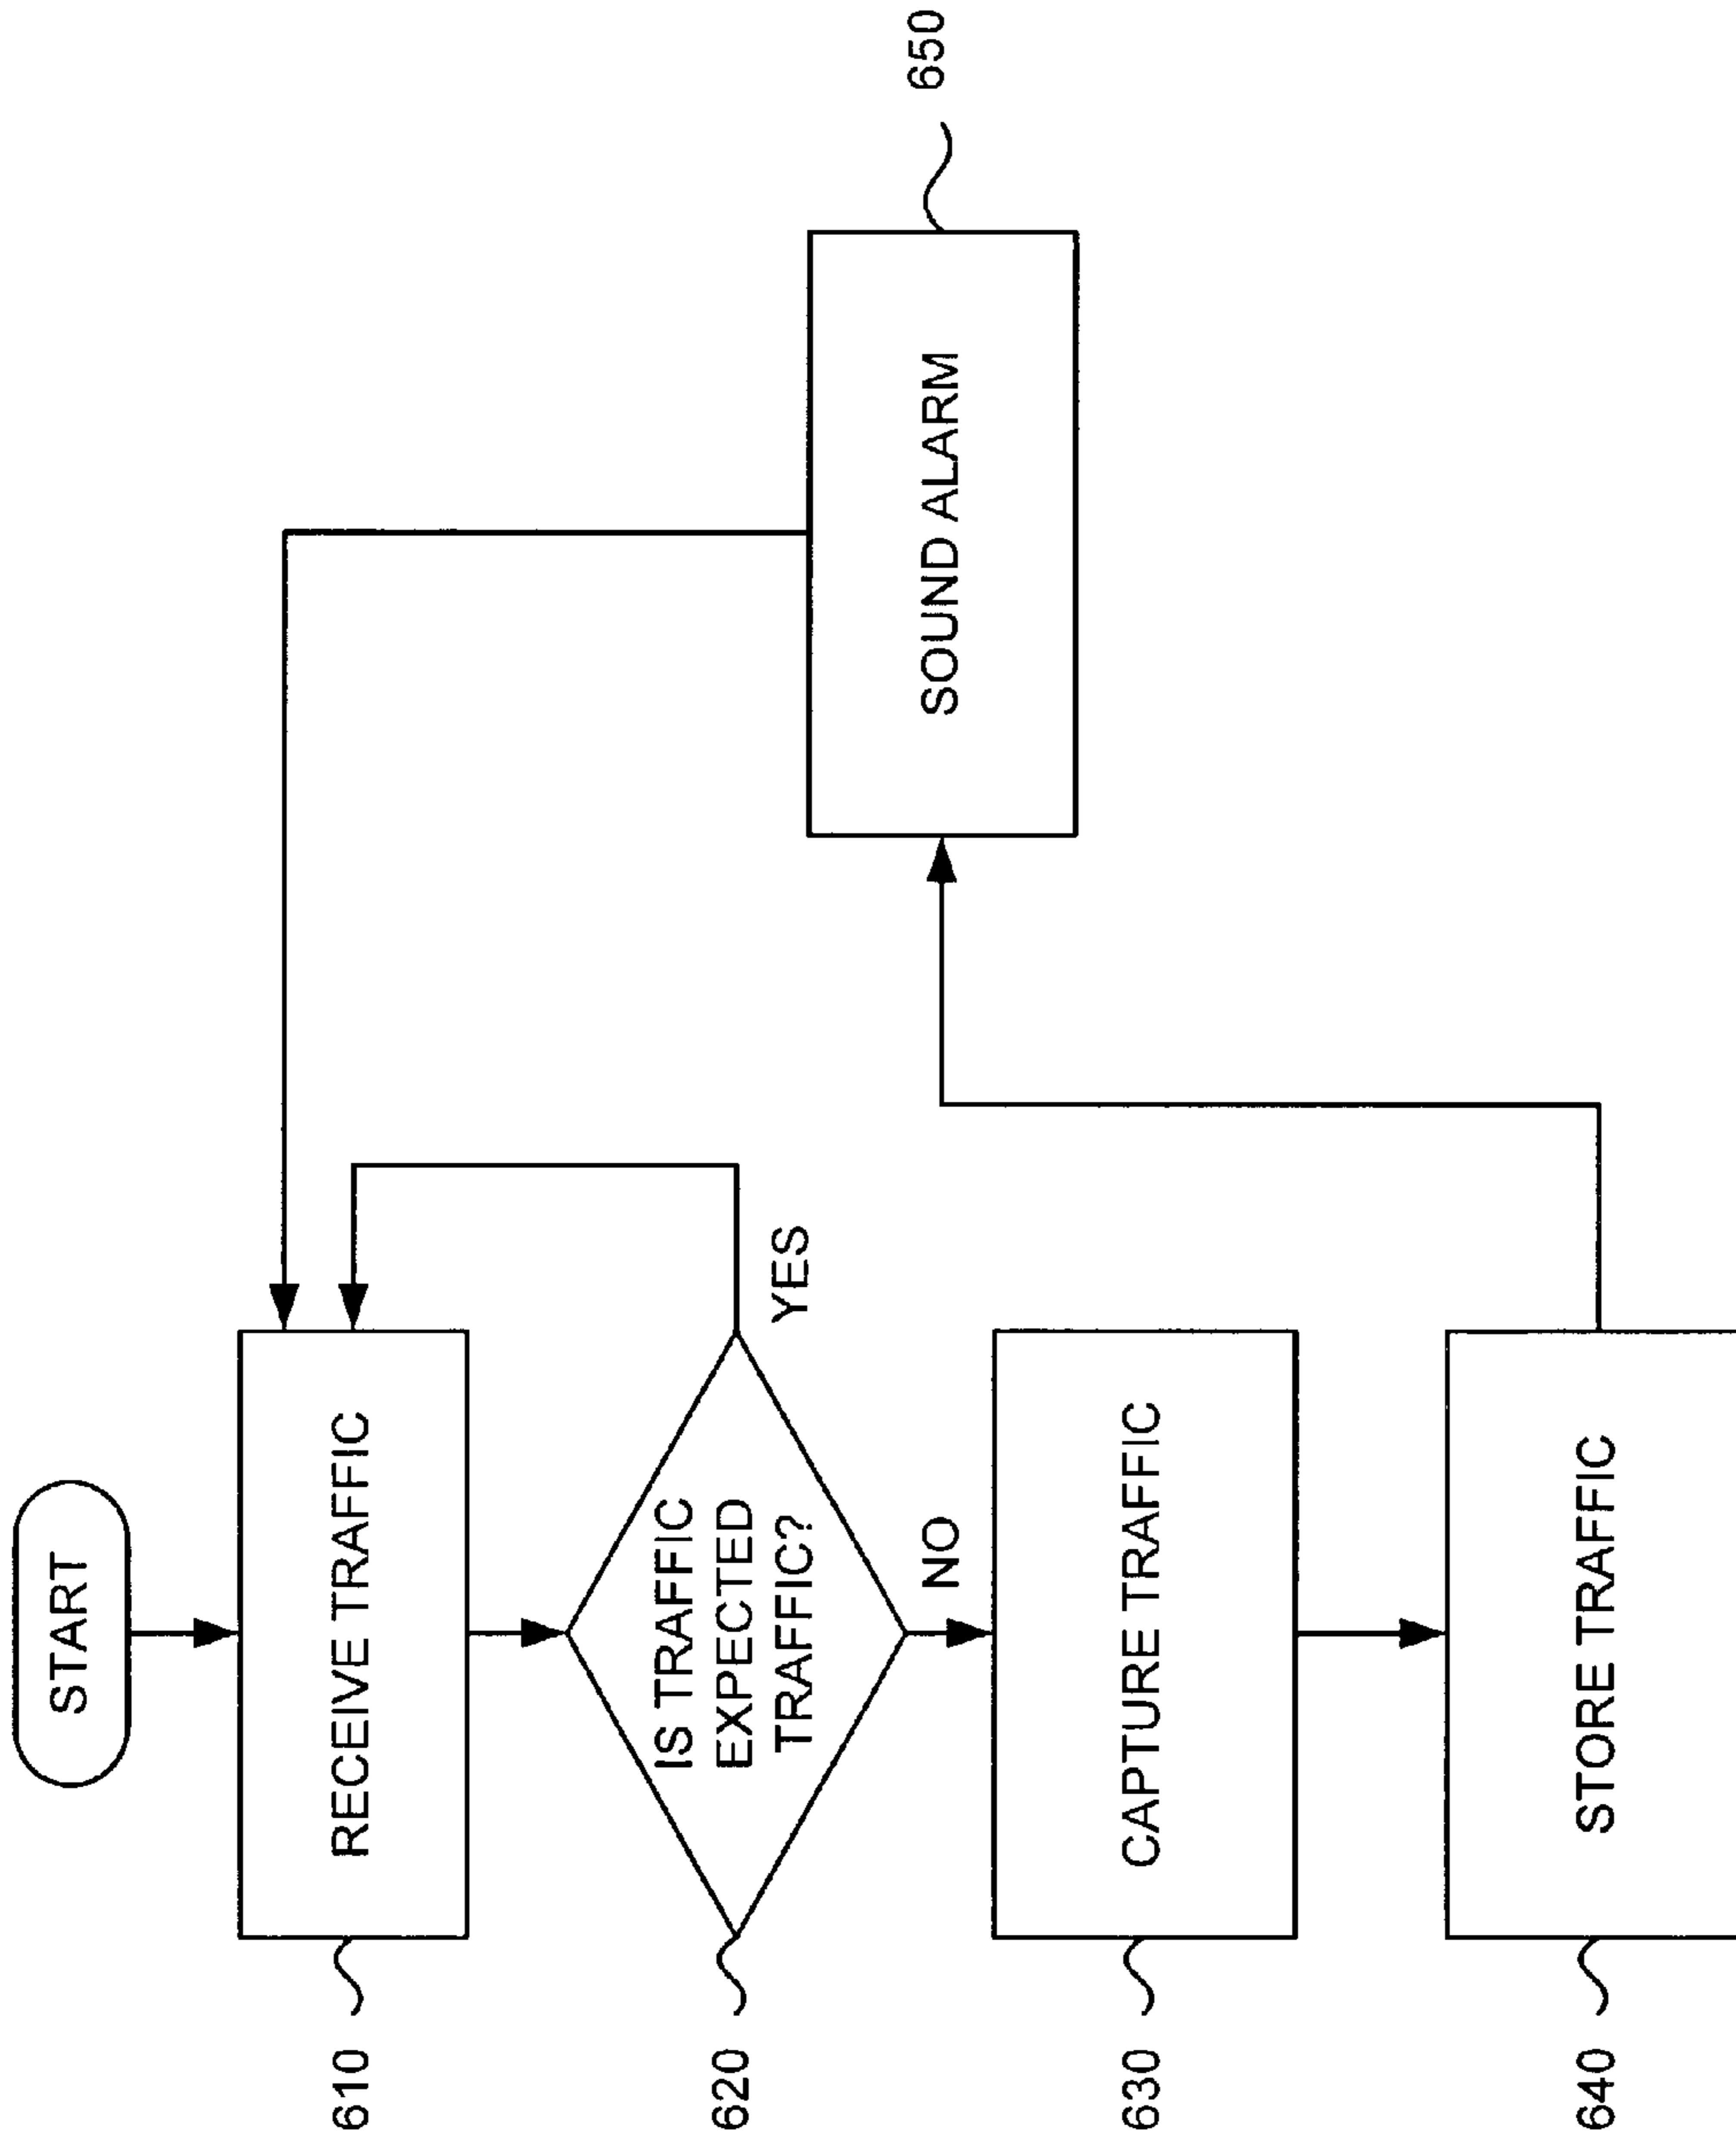 START
610
RECEIVE TRAFFIC
620
IS TRAFFIC
EXPECTED
TRAFFIC?
YES
NO
630
CAPTURE TRAFFIC
640
STORE TRAFFIC
SOUND ALARM
650